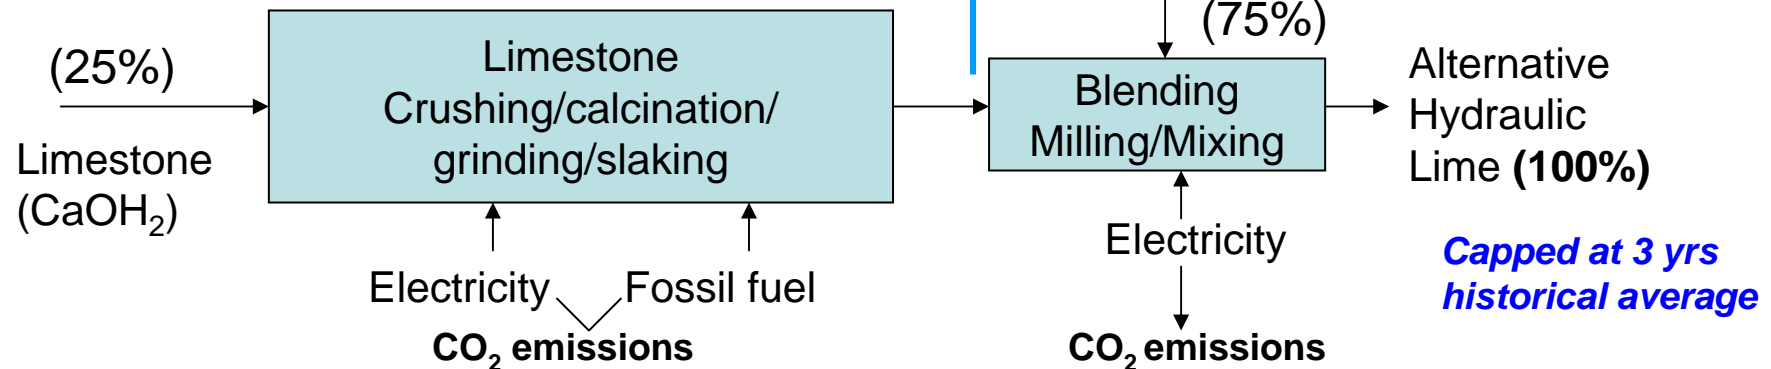 (25%)
Limestone
(CaOH₂)
Limestone
Crushing/calcination/
grinding/slaking
Electricity
Fossil fuel
CO₂ emissions
(75%)
Blending
Milling/Mixing
Electricity
CO₂ emissions
Alternative
Hydraulic
Lime (100%)
Capped at 3 yrs
historical average